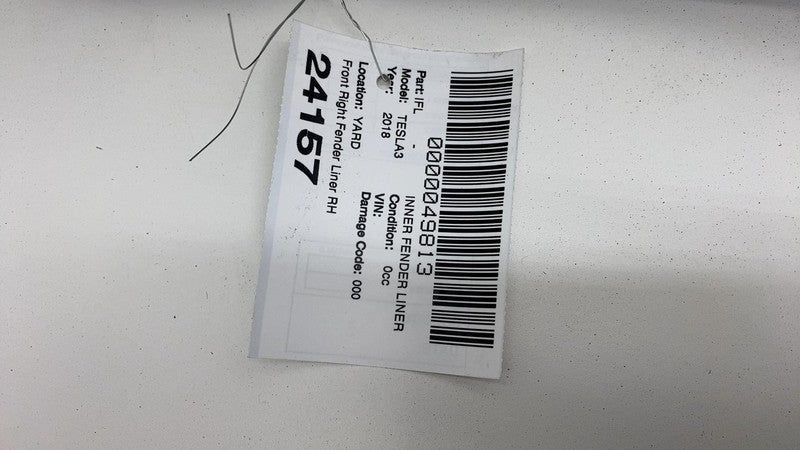 0000049813
Part: IFL - INNER FENDER LINER
Model: TESLA3 Condition: 0cc
Year: 2018 VIN:
Location: YARD Damage Code: 000
Front Right Fender Liner RH
24157